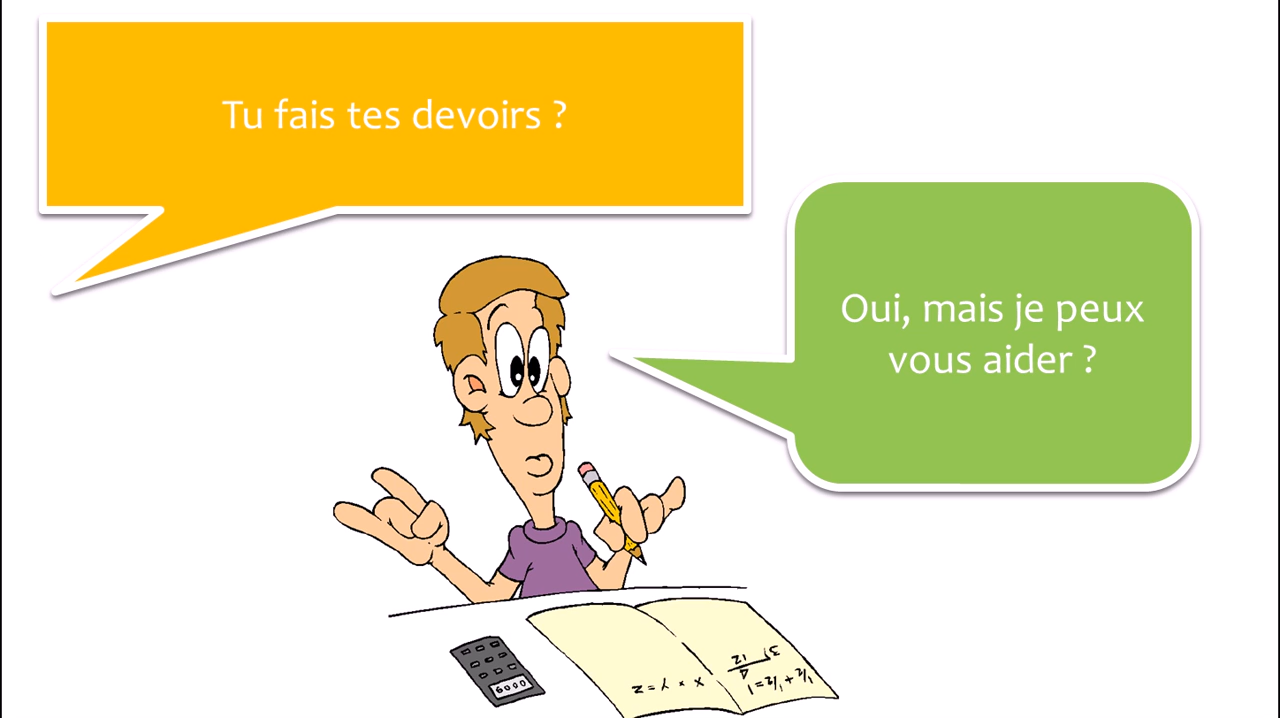 Tu fais tes devoirs ?
Oui, mais je peux
vous aider ?